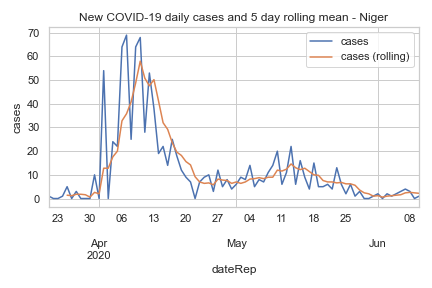 New COVID-19 daily cases and 5 day rolling mean - Niger
cases
cases (rolling)
70
60
50
40
30
20
10
0
cases
23 30 06 13 20 27 04 11 18 25 08
Apr May Jun
2020
dateRep